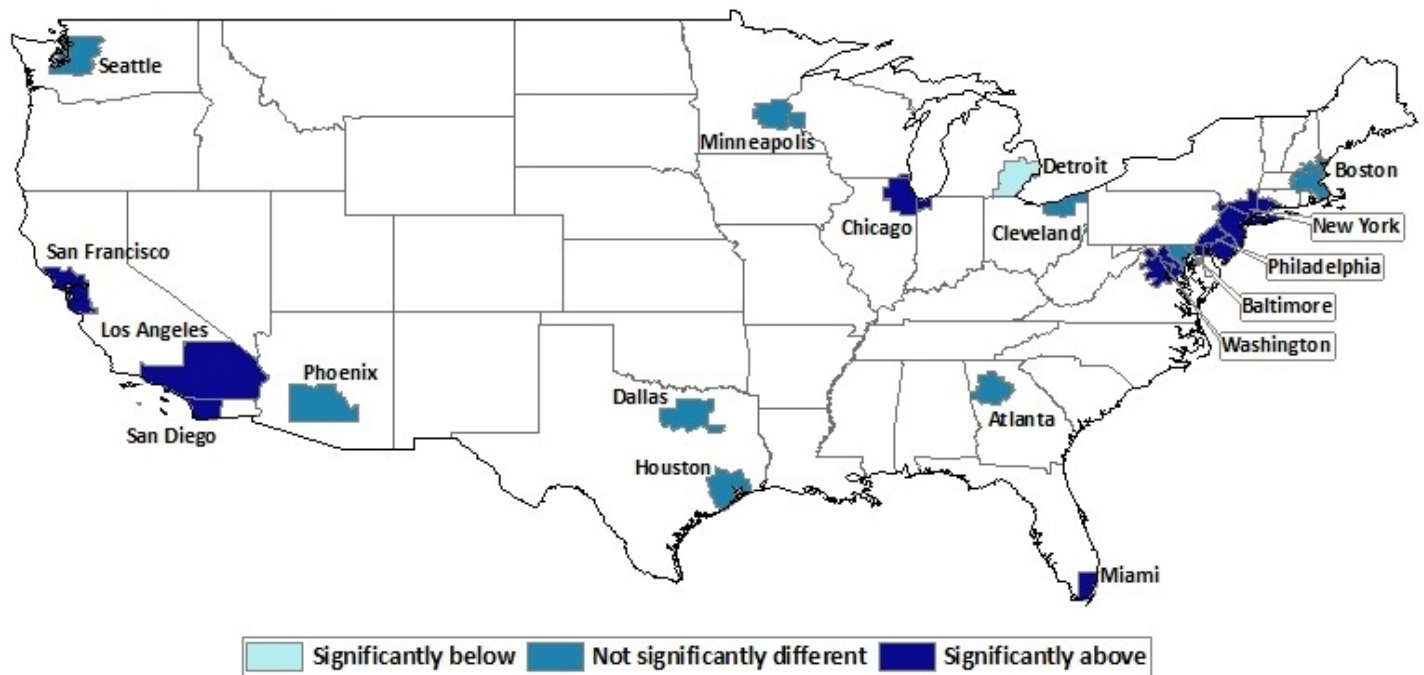 Seattle
Minneapolis
Detroit
Boston
Chicago
Cleveland
New York
San Francisco
Philadelphia
Baltimore
Los Angeles
Washington
Phoenix
Dallas
Atlanta
San Diego
Houston
Miami
Significantly below
Not significantly different
Significantly above